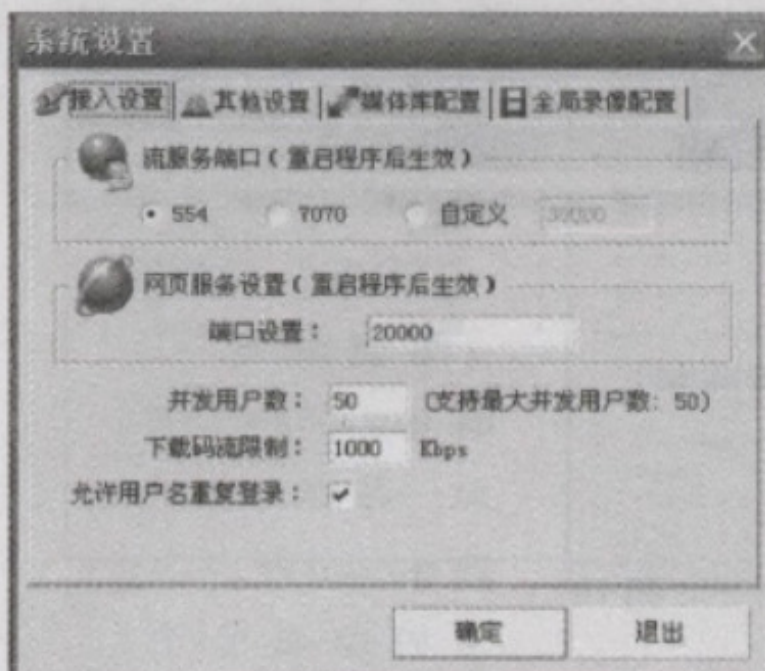 系统设置
接入设置 其他设置 媒体库配置 全局录像配置
流服务端口(重启程序后生效)
554 7070 自定义
网页服务设置(重启程序后生效)
端口设置: 20000
并发用户数: 50 (支持最大并发用户数: 50)
下载码流限制: 1000 Kbps
允许用户名重复登录:
确定 退出